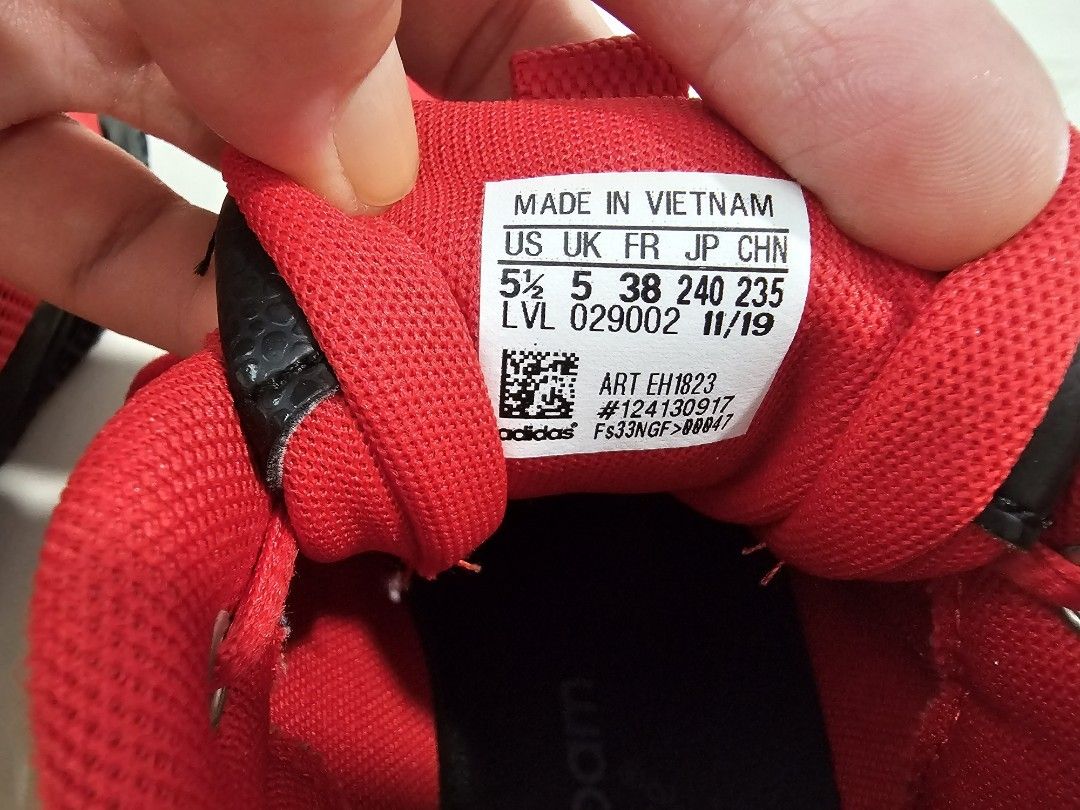 MADE IN VIETNAM
US UK FR JP CHN
5½ 5 38 240 235
LVL 029002 11/19
ART EH1823
#124130917
adidas® Fs33NGF>00047